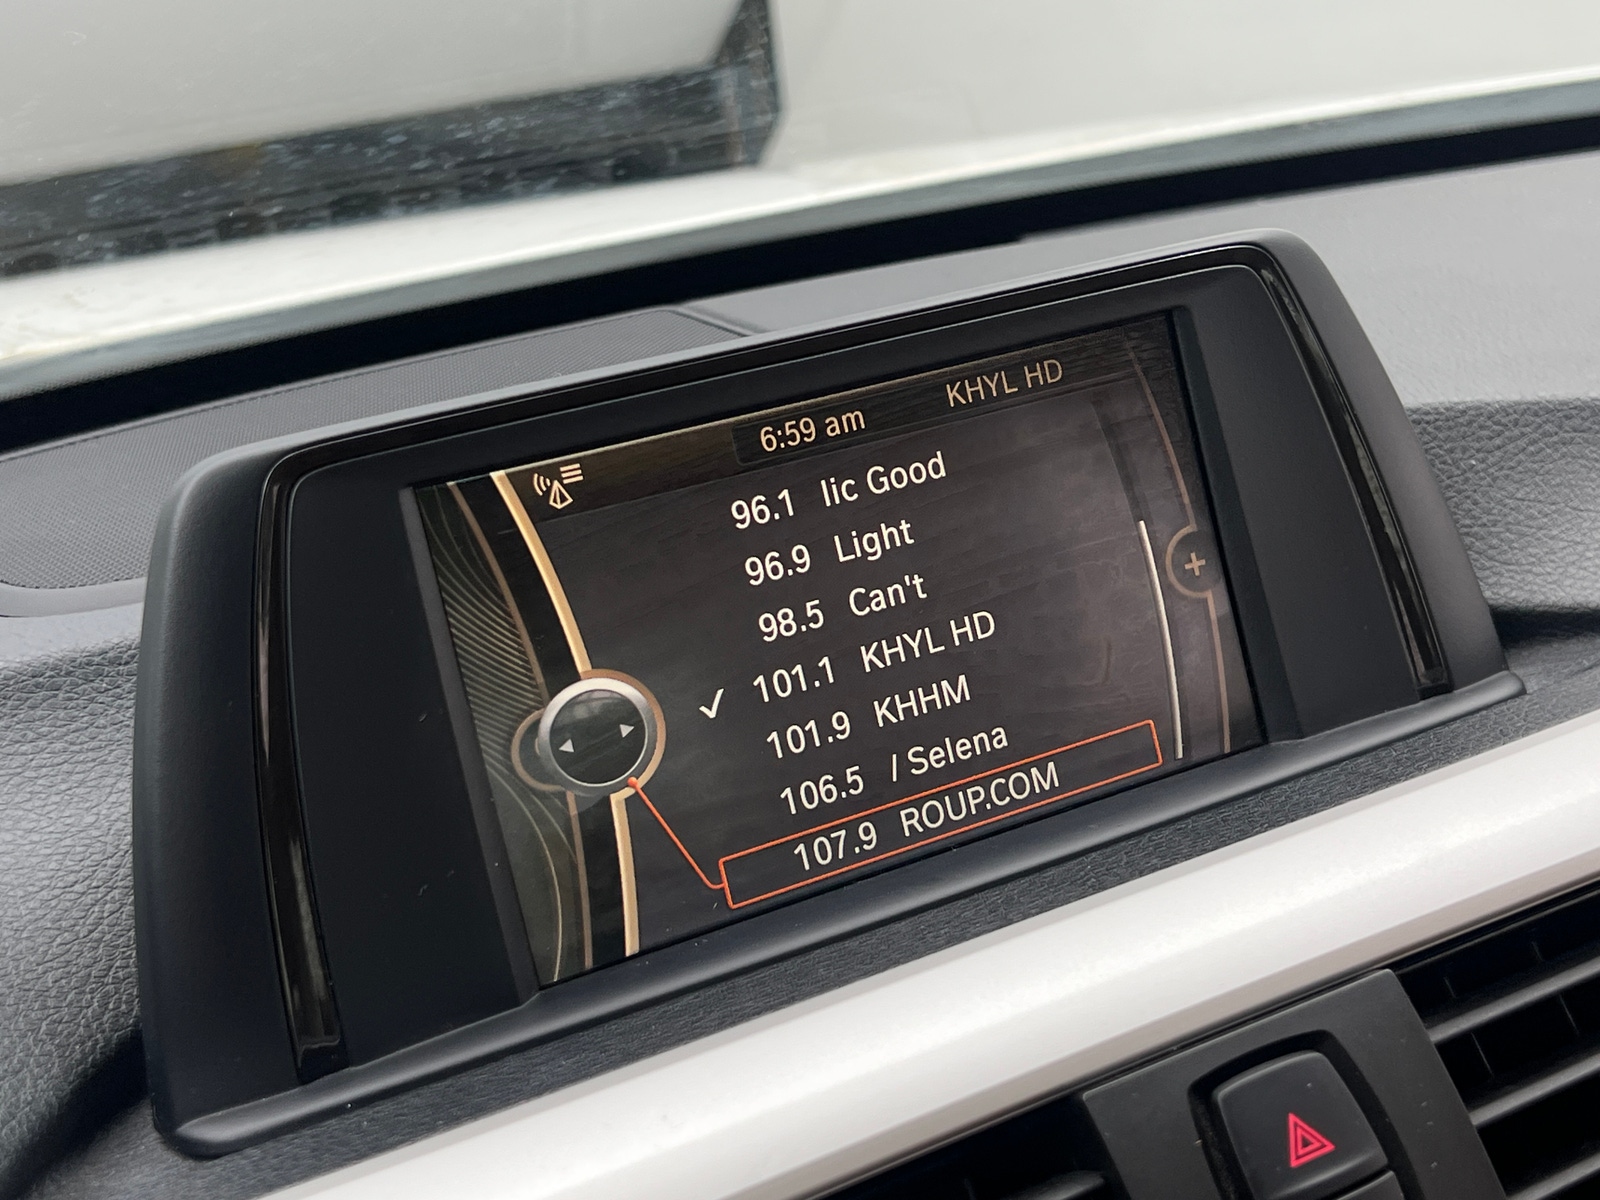 6:59 am KHYL HD
96.1 lic Good
96.9 Light
98.5 Can't
101.1 KHYL HD
101.9 KHHM
106.5 / Selena
107.9 ROUP.COM